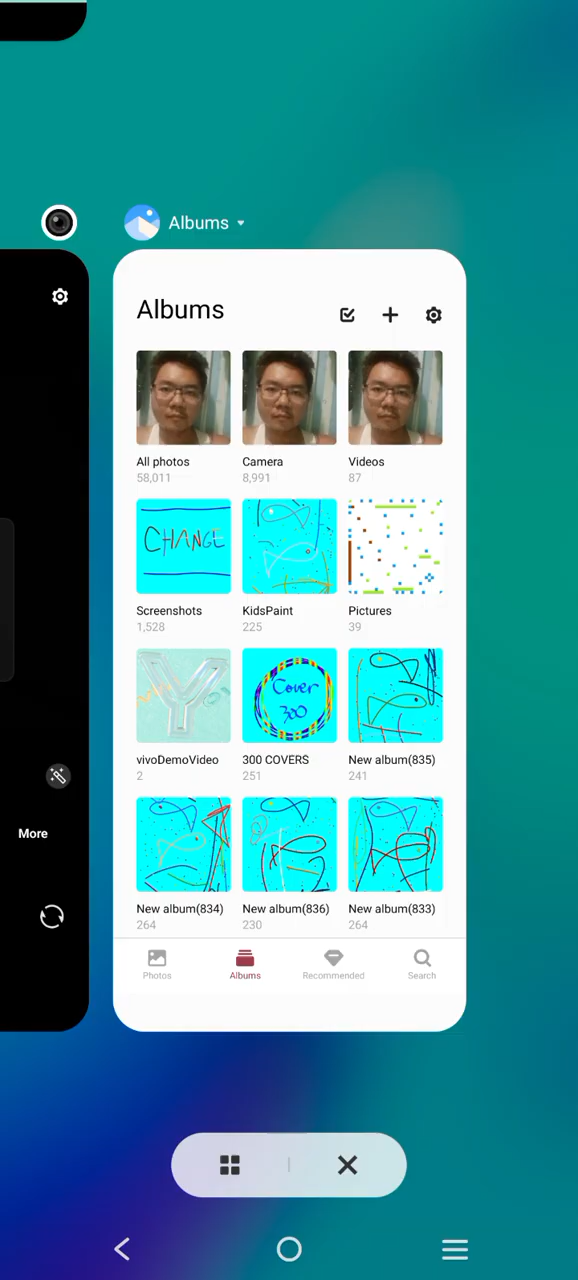 Albums
Albums
All photos
58,011
Camera
8,991
Videos
87
CHANGE
Screenshots
1,528
KidsPaint
225
Pictures
39
Y
vivoDemoVideo
2
Cover
300
300 COVERS
251
New album(835)
241
New album(834)
264
New album(836)
230
New album(833)
264
More
Photos
Albums
Recommended
Search